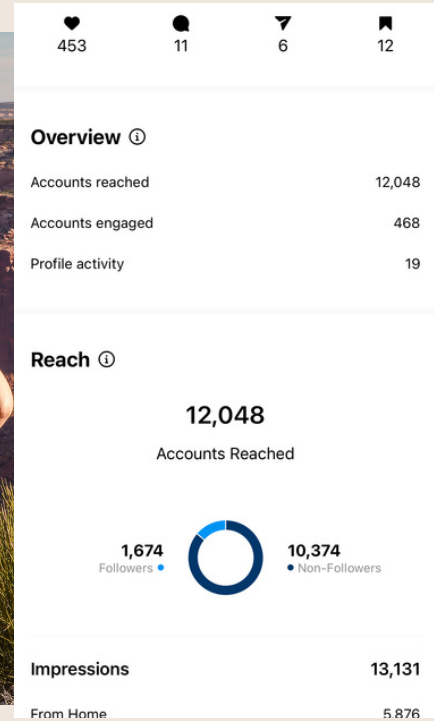 453 11 6 12
Overview
Accounts reached 12,048
Accounts engaged 468
Profile activity 19
Reach
12,048
Accounts Reached
1,674 10,374
Followers Non-Followers
Impressions 13,131
From Home 5,876